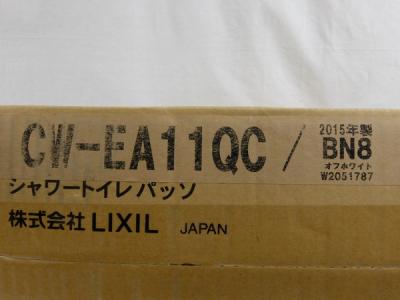 CW-EA11QC / 2015年製
BN8
オフホワイト
W2051787
シャワートイレ パッソ
株式会社 LIXIL JAPAN